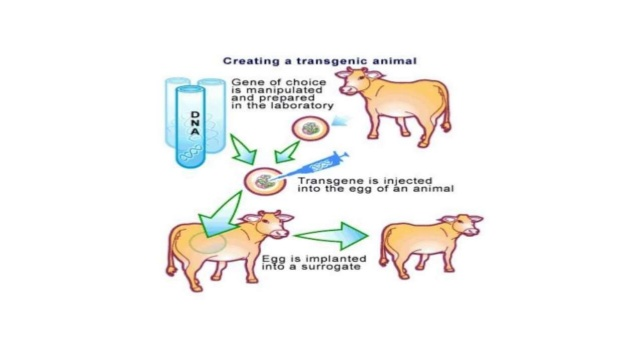 Creating a transgenic animal
Gene of choice
is manipulated
and prepared
in the laboratory
DNA
Transgene is injected
into the egg of an animal
Egg is implanted
into a surrogate